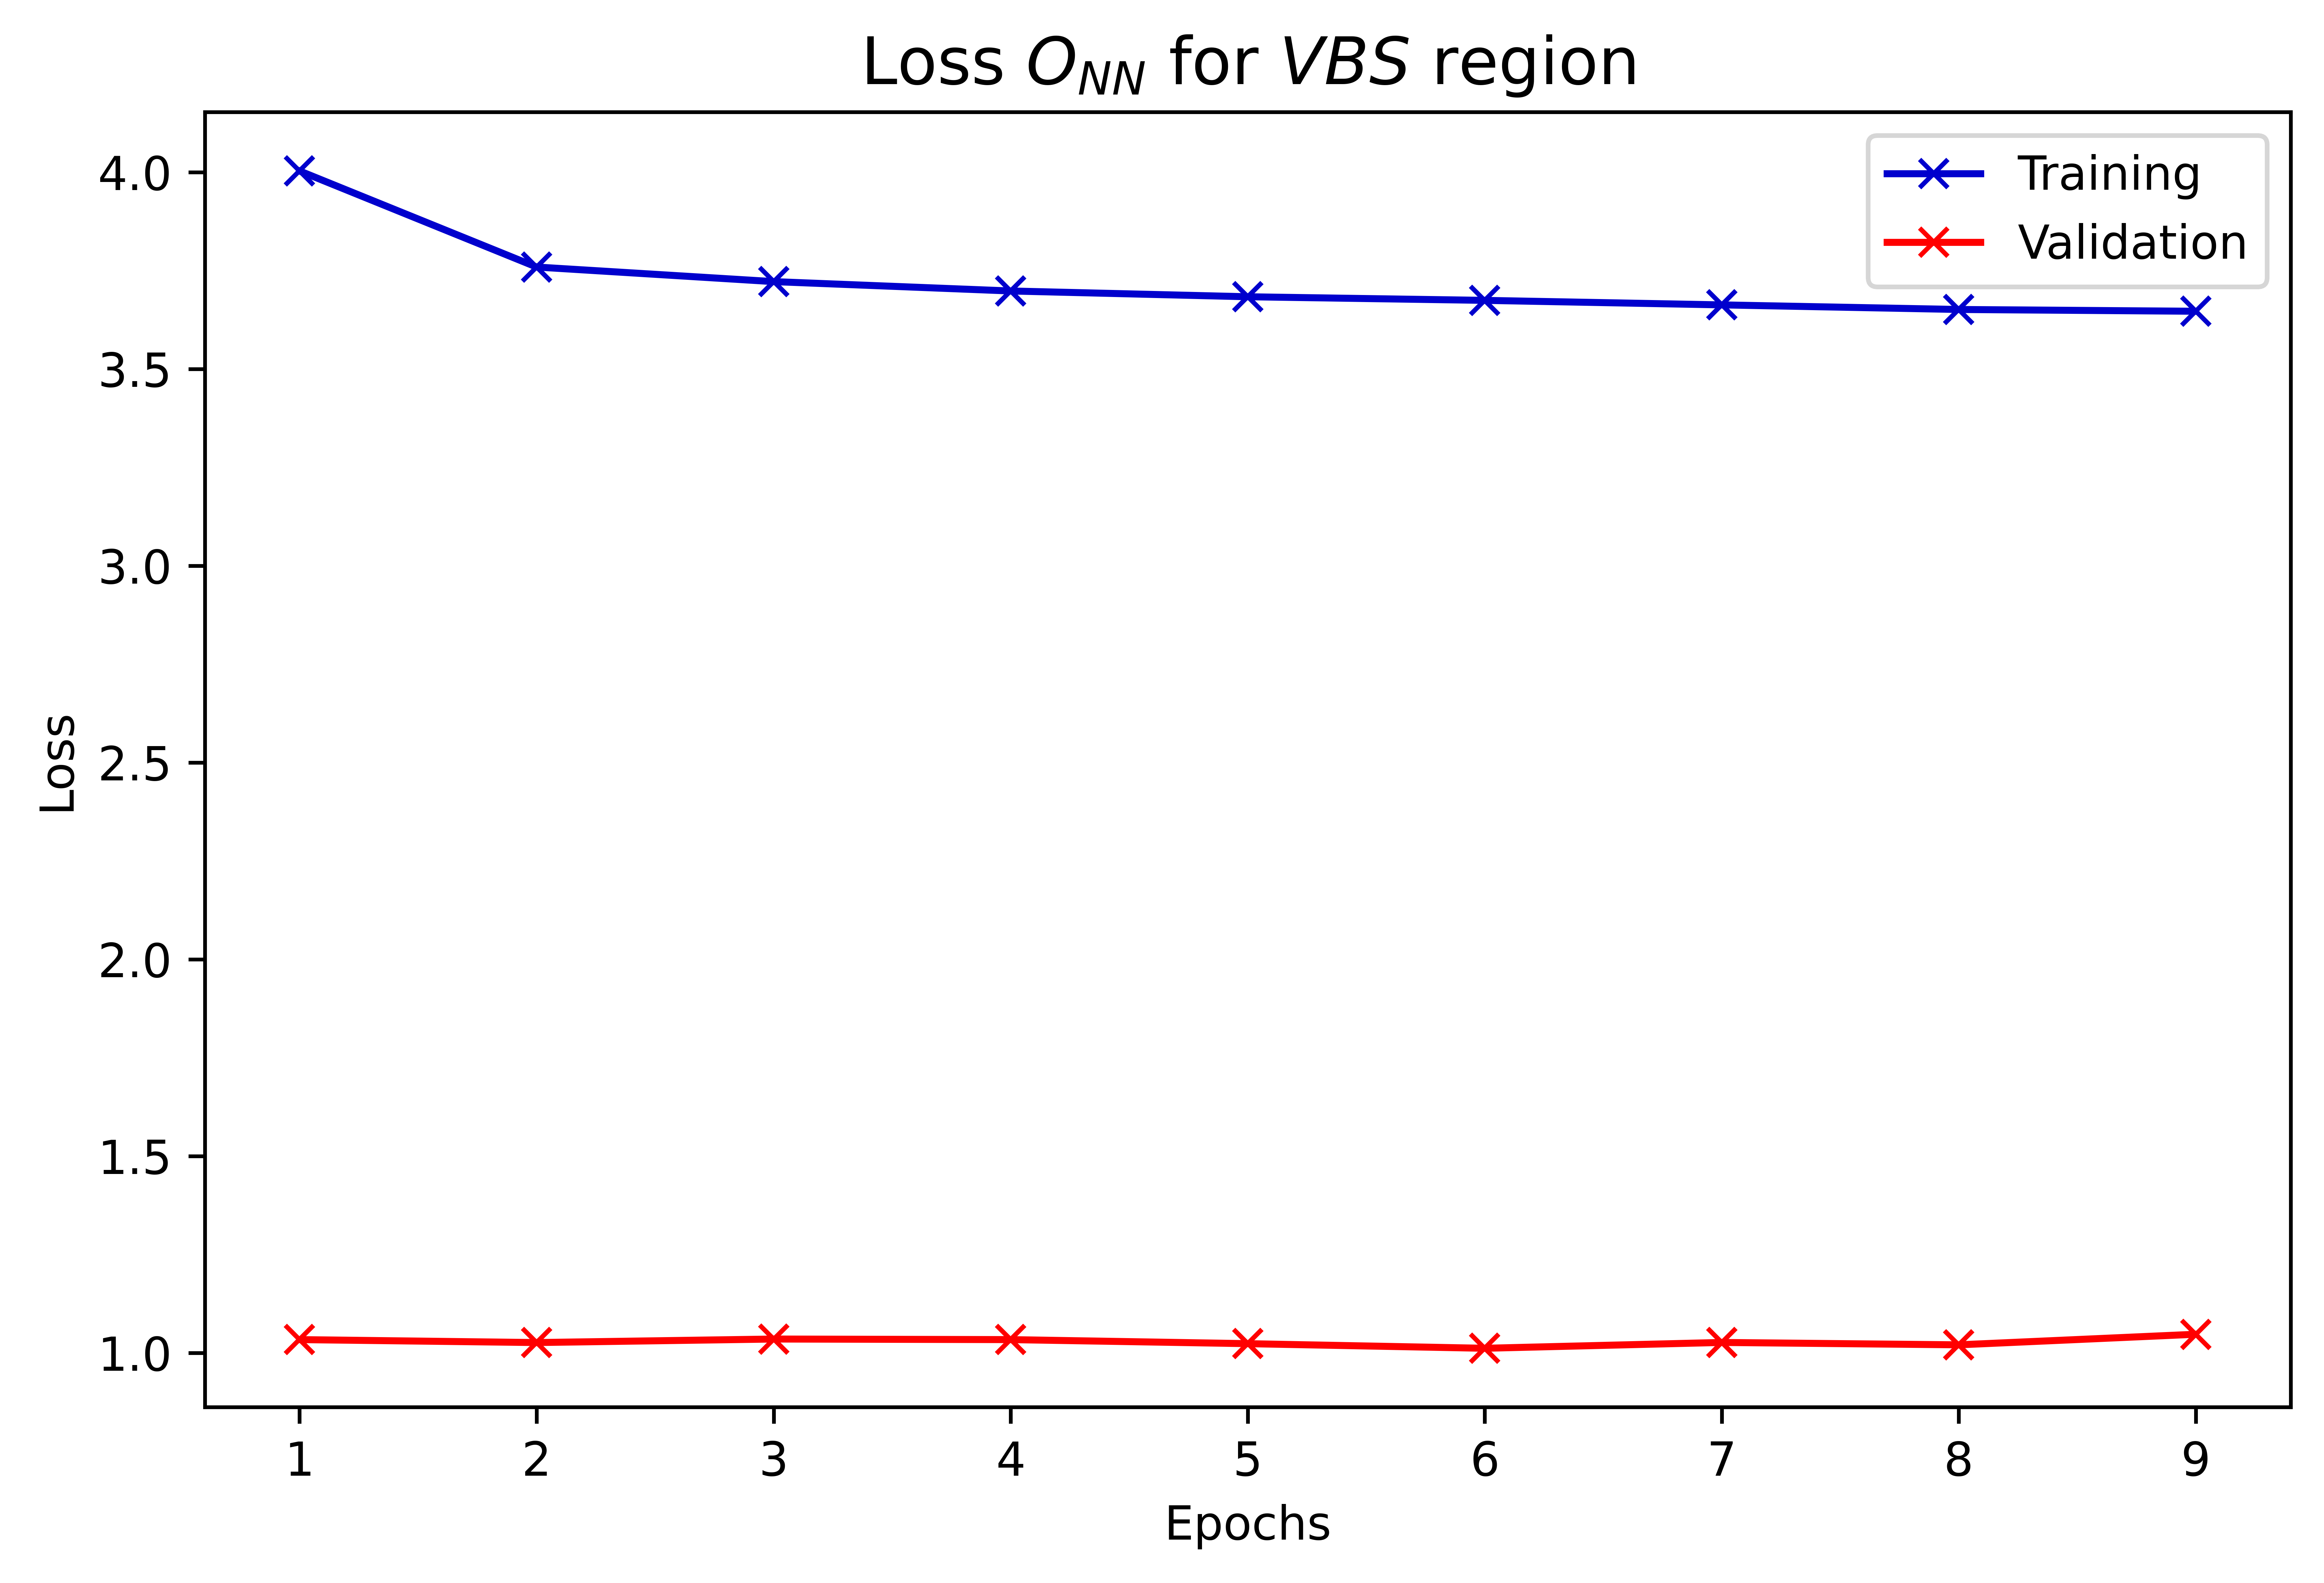 Loss O_NN for VBS region
Training
Validation
4.0
3.5
3.0
2.5
2.0
1.5
1.0
Loss
1 2 3 4 5 6 7 8 9
Epochs